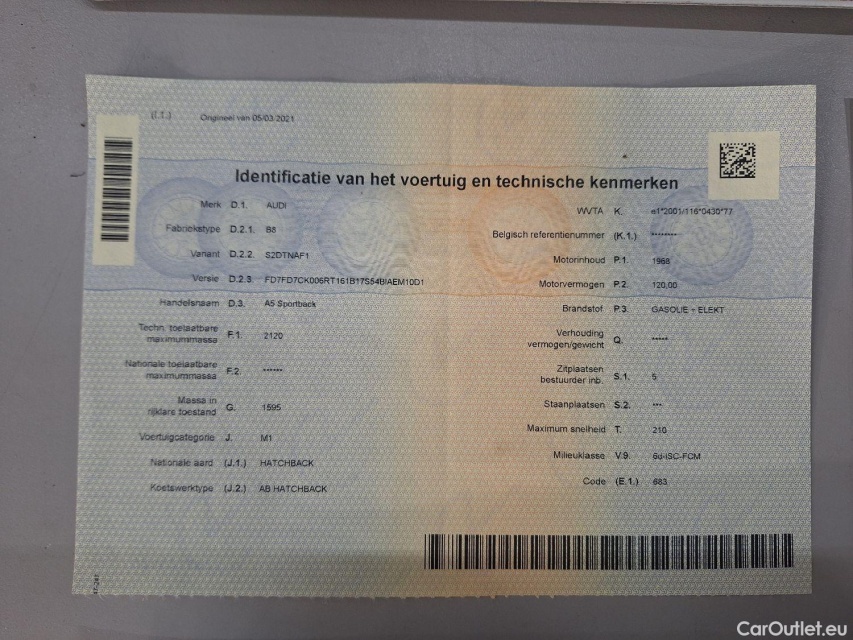 (I.1.) Origineel van 05/03/2021
Identificatie van het voertuig en technische kenmerken
Merk D.1. AUDI
Fabriekstype D.2.1. B8
Variant D.2.2. S2DTNAF1
Versie D.2.3. FD7FD7CK006RT161B17S54BIAEM10D1
Handelsnaam D.3. A5 Sportback
Techn. toelaatbare
maximummassa F.1. 2120
Nationale toelaatbare
maximummassa F.2. ******
Massa in
rijklare toestand G. 1595
Voertuigcategorie J. M1
Nationale aard (J.1.) HATCHBACK
Koetswerktype (J.2.) AB HATCHBACK
WVTA K. e1*2001/116*0430*77
Belgisch referentienummer (K.1.) ********
Motorinhoud P.1. 1968
Motorvermogen P.2. 120,00
Brandstof P.3. GASOLIE - ELEKT
Verhouding
vermogen/gewicht Q. *****
Zitplaatsen
bestuurder inb. S.1. 5
Staanplaatsen S.2. ***
Maximum snelheid T. 210
Milieuklasse V.9. 6d-ISC-FCM
Code (E.1.) 683
CarOutlet.eu